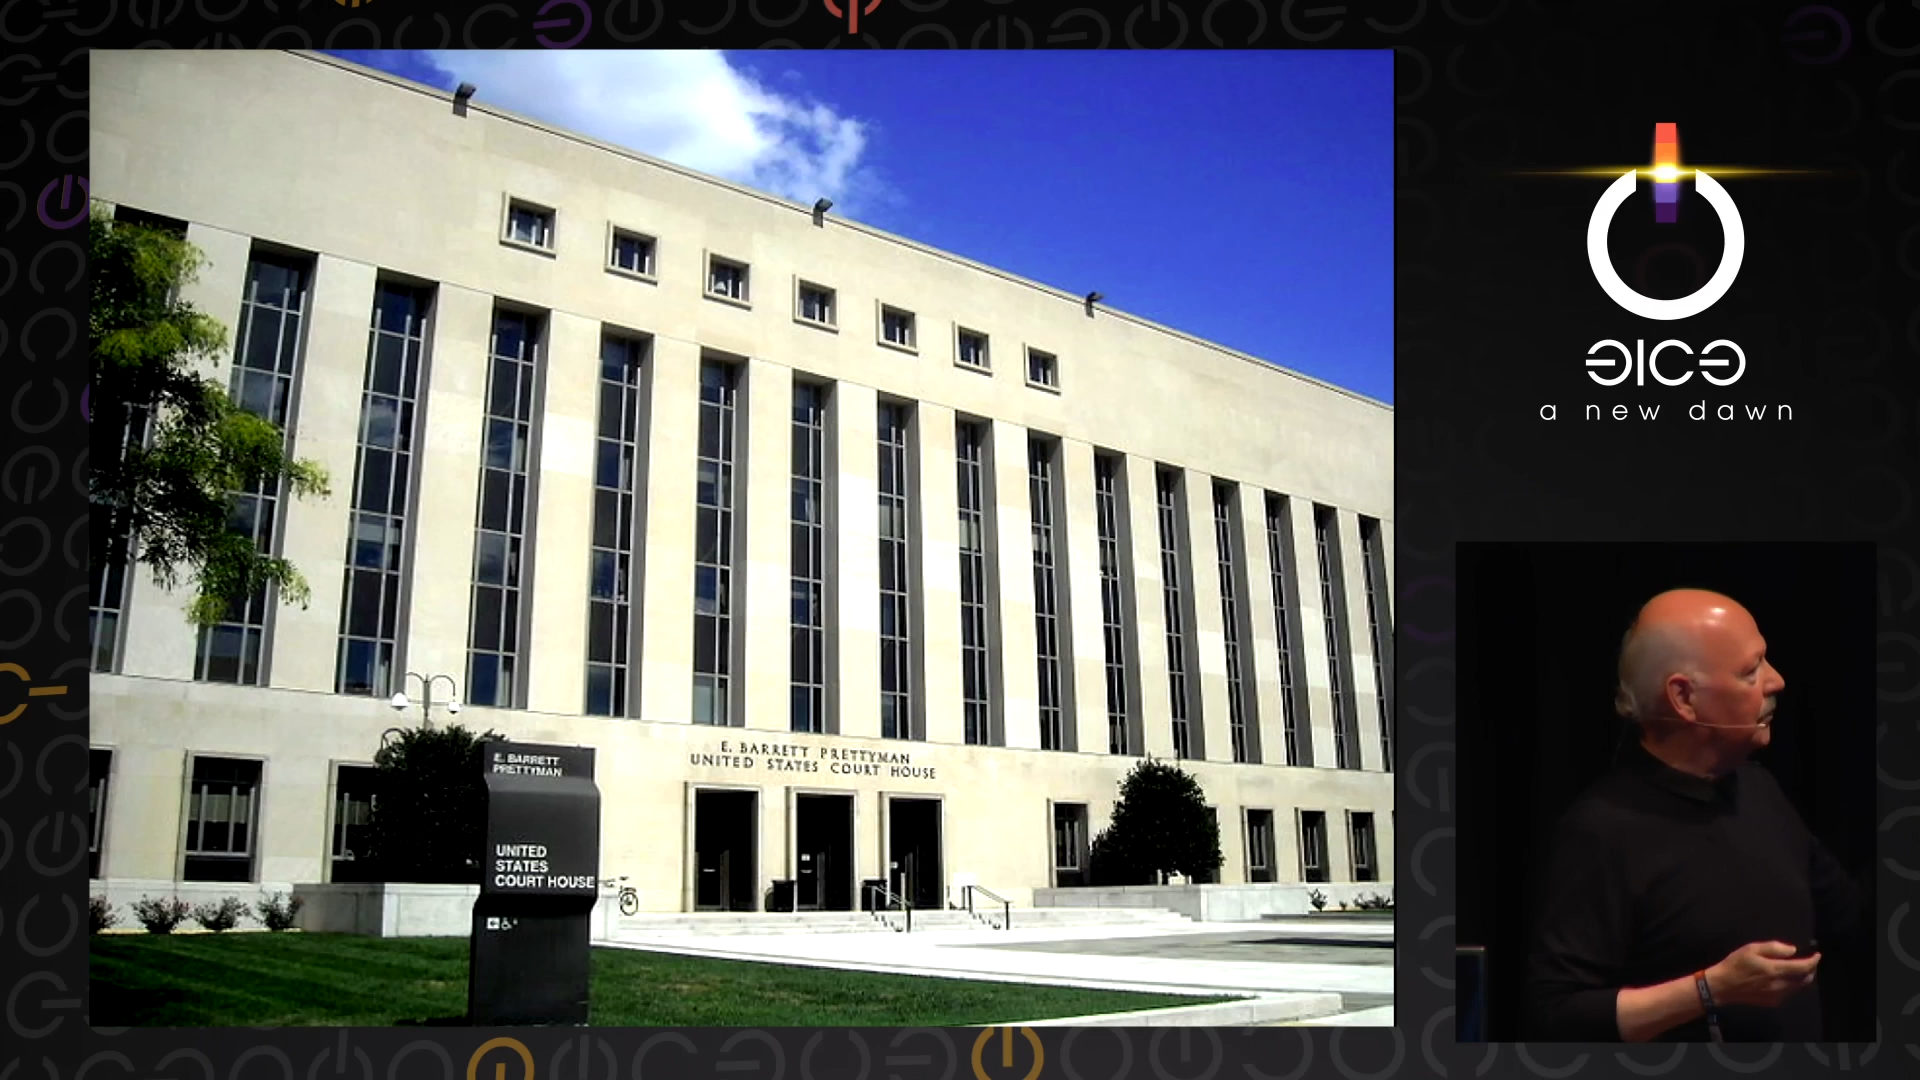 E. BARRETT PRETTYMAN
UNITED STATES COURT HOUSE
E. BARRETT
PRETTYMAN
UNITED
STATES
COURT HOUSE
a new dawn